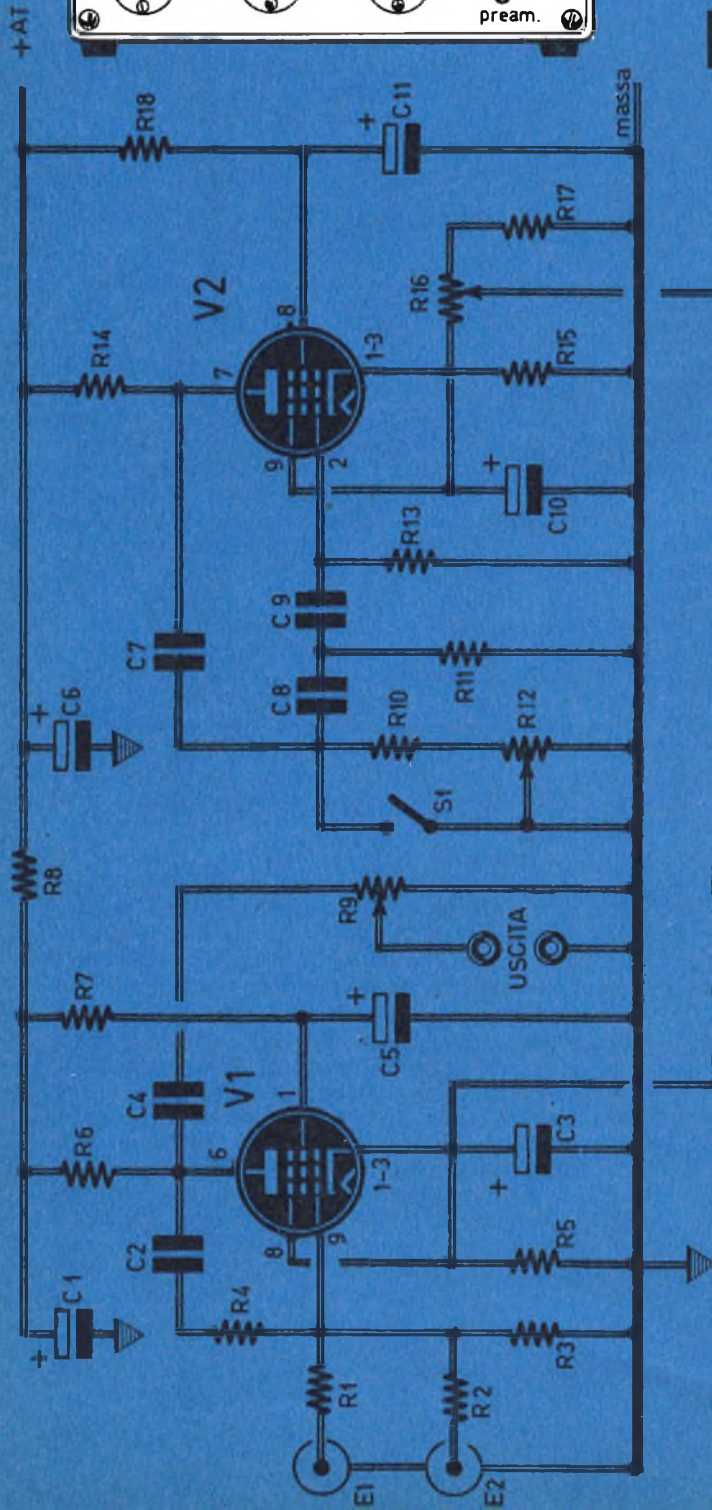 pream.
+AT
C1
C6
R8
R6
R7
R14
R18
C2
C4
C7
R4
6
V1
7
V2
8
1
9
8
9
1-3
C8
C9
2
1-3
C11
+
+
+
+
+
+
R1
E1
C5
R9
R10
R11
R13
R16
R2
E2
R3
R5
C3
USCITA
S1
R12
C10
R15
R17
massa